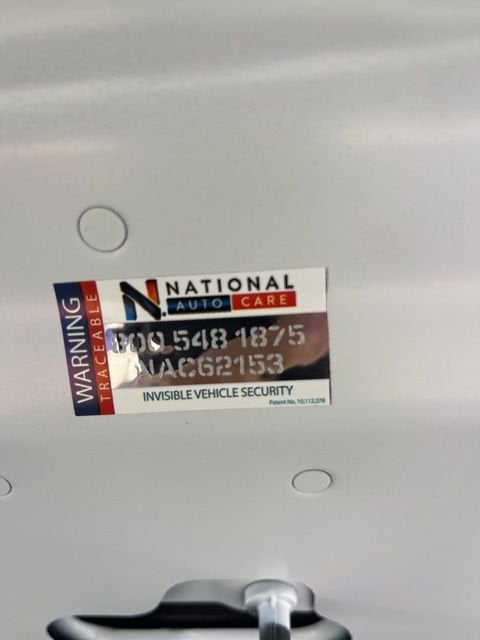 WARNING
TRACEABLE
N.
NATIONAL
AUTO CARE
800.548.1875
NAC62153
INVISIBLE VEHICLE SECURITY
Patent No. 10,112,378